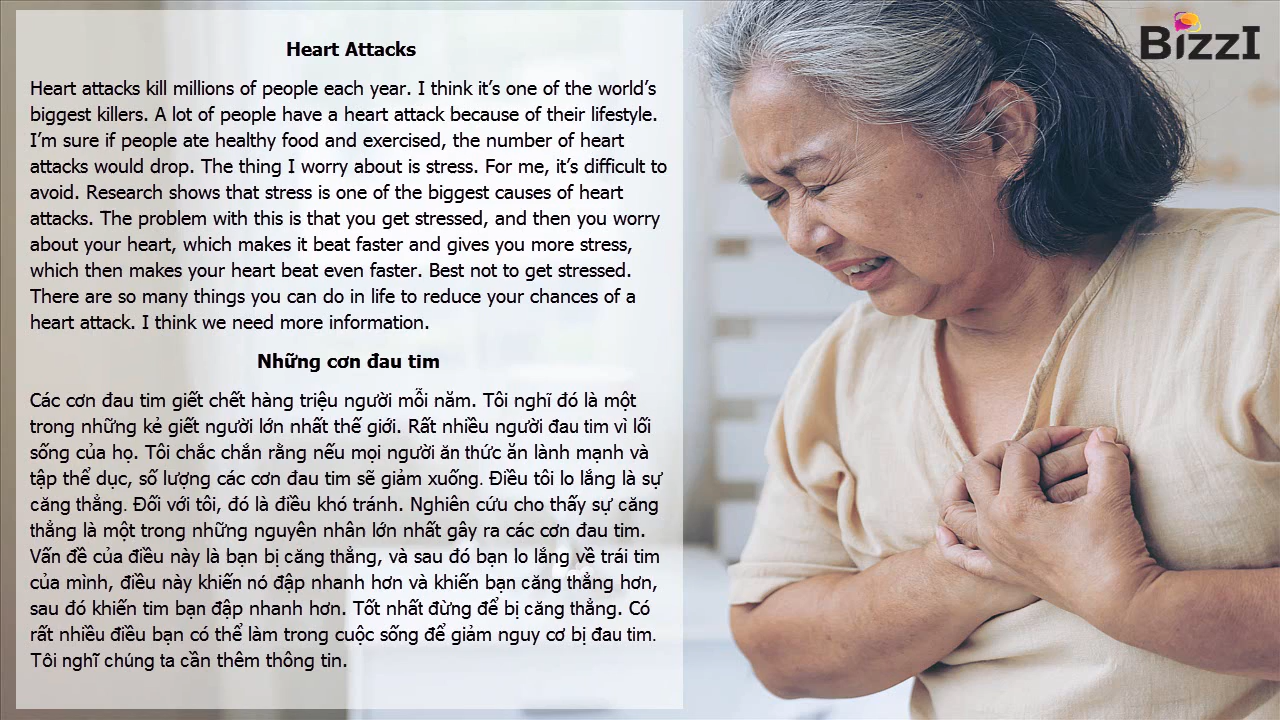 BizzI
Heart Attacks
Heart attacks kill millions of people each year. I think it’s one of the world’s
biggest killers. A lot of people have a heart attack because of their lifestyle.
I’m sure if people ate healthy food and exercised, the number of heart
attacks would drop. The thing I worry about is stress. For me, it’s difficult to
avoid. Research shows that stress is one of the biggest causes of heart
attacks. The problem with this is that you get stressed, and then you worry
about your heart, which makes it beat faster and gives you more stress,
which then makes your heart beat even faster. Best not to get stressed.
There are so many things you can do in life to reduce your chances of a
heart attack. I think we need more information.
Những cơn đau tim
Các cơn đau tim giết chết hàng triệu người mỗi năm. Tôi nghĩ đó là một
trong những kẻ giết người lớn nhất thế giới. Rất nhiều người đau tim vì lối
sống của họ. Tôi chắc chắn rằng nếu mọi người ăn thức ăn lành mạnh và
tập thể dục, số lượng các cơn đau tim sẽ giảm xuống. Điều tôi lo lắng là sự
căng thẳng. Đối với tôi, đó là điều khó tránh. Nghiên cứu cho thấy sự căng
thẳng là một trong những nguyên nhân lớn nhất gây ra các cơn đau tim.
Vấn đề của điều này là bạn bị căng thẳng, và sau đó bạn lo lắng về trái tim
của mình, điều này khiến nó đập nhanh hơn và khiến bạn căng thẳng hơn,
sau đó khiến tim bạn đập nhanh hơn. Tốt nhất đừng để bị căng thẳng. Có
rất nhiều điều bạn có thể làm trong cuộc sống để giảm nguy cơ bị đau tim.
Tôi nghĩ chúng ta cần thêm thông tin.